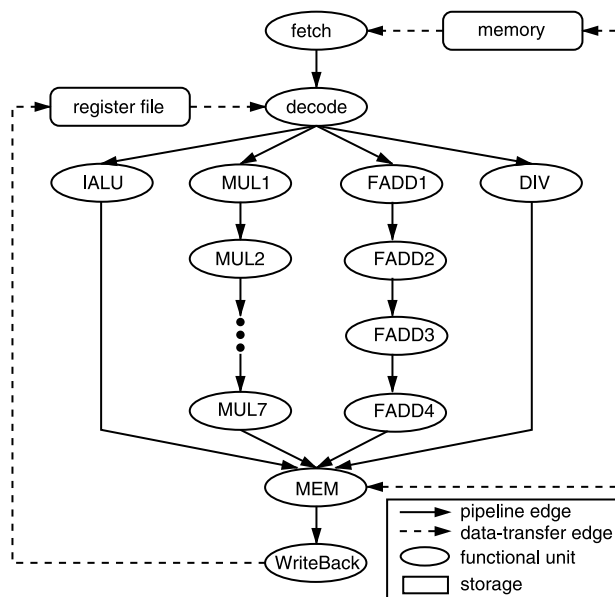 fetch
memory
register file
decode
IALU
MUL1
FADD1
DIV
MUL2
FADD2
FADD3
MUL7
FADD4
MEM
WriteBack
pipeline edge
data-transfer edge
functional unit
storage